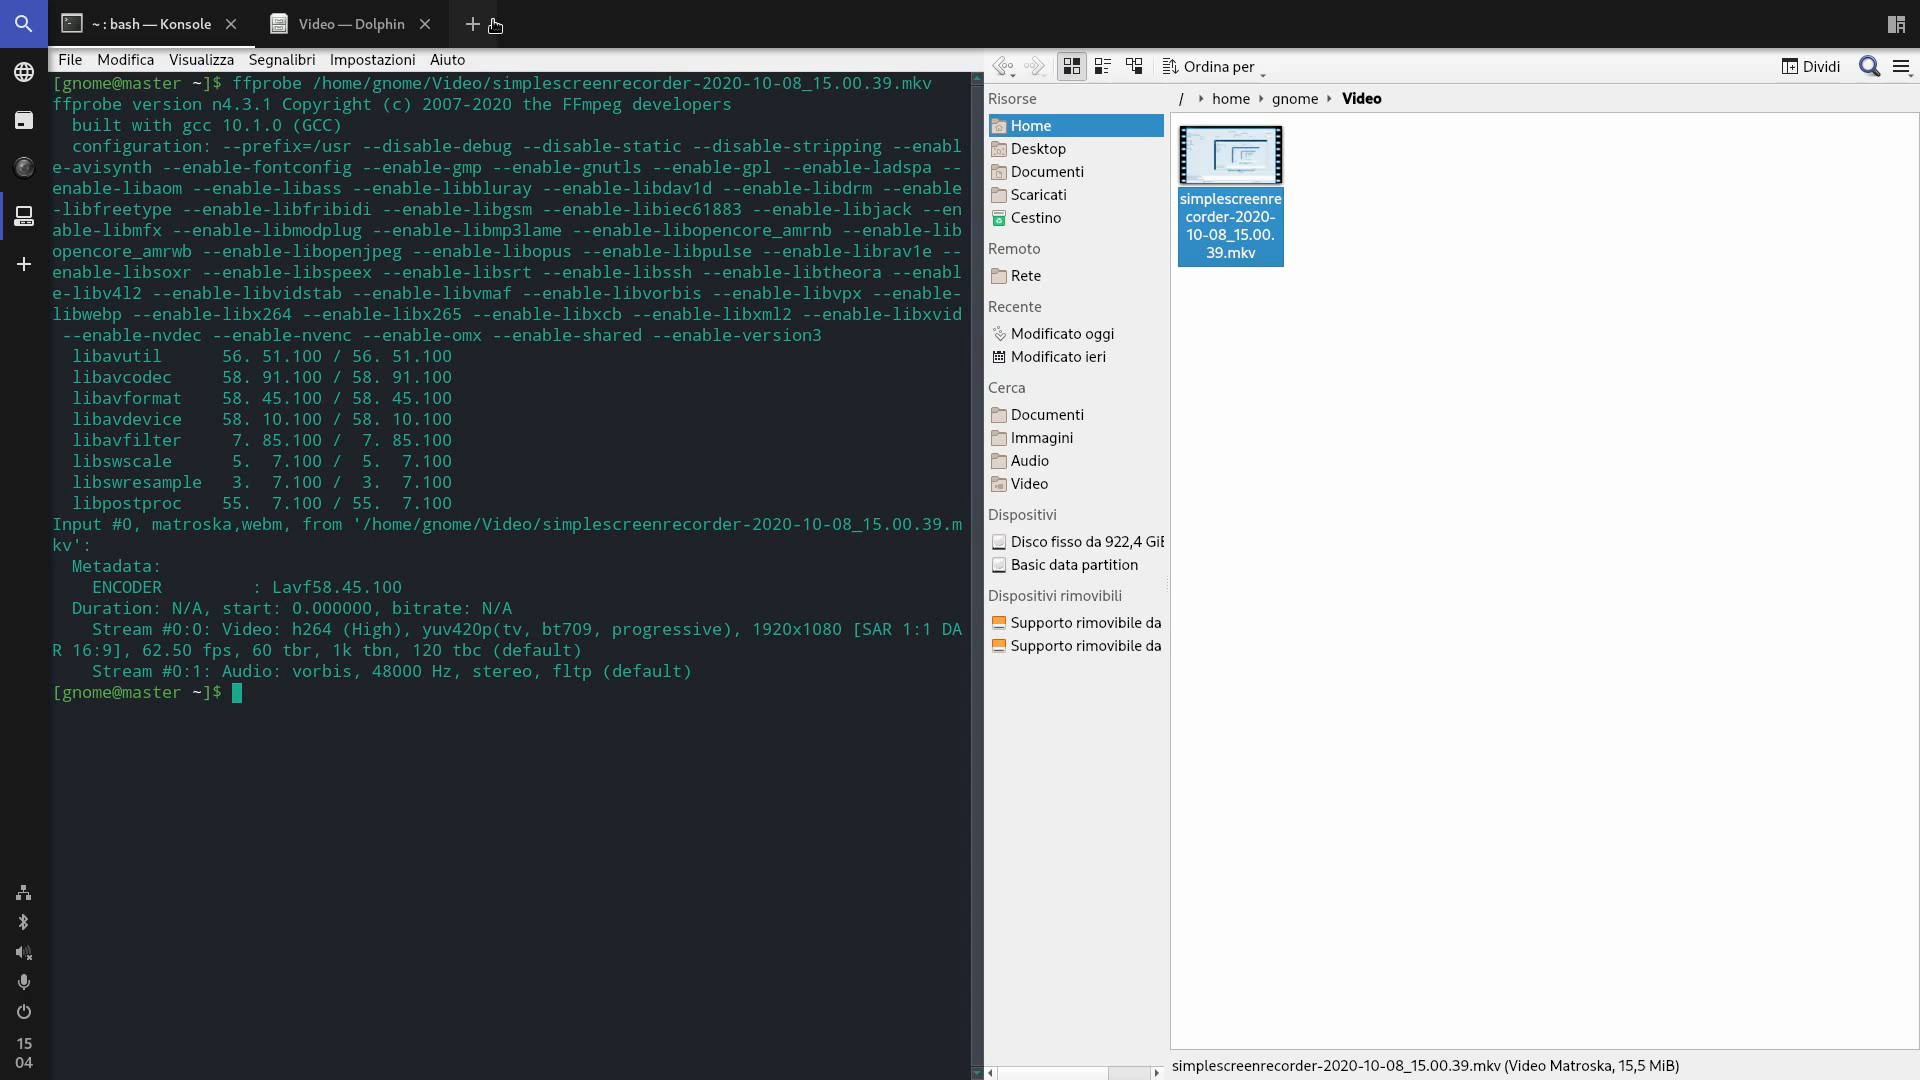 ~ : bash — Konsole
Video — Dolphin
File Modifica Visualizza Segnalibri Impostazioni Aiuto
[gnome@master ~]$ ffprobe /home/gnome/Video/simplescreenrecorder-2020-10-08_15.00.39.mkv
ffprobe version n4.3.1 Copyright (c) 2007-2020 the FFmpeg developers
built with gcc 10.1.0 (GCC)
configuration: --prefix=/usr --disable-debug --disable-static --disable-stripping --enabl
e-avisynth --enable-fontconfig --enable-gmp --enable-gnutls --enable-gpl --enable-ladspa --
enable-libaom --enable-libass --enable-libbluray --enable-libdav1d --enable-libdrm --enable
-libfreetype --enable-libfribidi --enable-libgsm --enable-libiec61883 --enable-libjack --en
able-libmfx --enable-libmodplug --enable-libmp3lame --enable-libopencore_amrnb --enable-lib
opencore_amrwb --enable-libopenjpeg --enable-libopus --enable-libpulse --enable-librav1e --
enable-libsoxr --enable-libspeex --enable-libsrt --enable-libssh --enable-libtheora --enabl
e-libv4l2 --enable-libvidstab --enable-libvmaf --enable-libvorbis --enable-libvpx --enable-
libwebp --enable-libx264 --enable-libx265 --enable-libxcb --enable-libxml2 --enable-libxvid
--enable-nvdec --enable-nvenc --enable-omx --enable-shared --enable-version3
libavutil 56. 51.100 / 56. 51.100
libavcodec 58. 91.100 / 58. 91.100
libavformat 58. 45.100 / 58. 45.100
libavdevice 58. 10.100 / 58. 10.100
libavfilter 7. 85.100 / 7. 85.100
libswscale 5. 7.100 / 5. 7.100
libswresample 3. 7.100 / 3. 7.100
libpostproc 55. 7.100 / 55. 7.100
Input #0, matroska,webm, from '/home/gnome/Video/simplescreenrecorder-2020-10-08_15.00.39.m
kv':
Metadata:
ENCODER : Lavf58.45.100
Duration: N/A, start: 0.000000, bitrate: N/A
Stream #0:0: Video: h264 (High), yuv420p(tv, bt709, progressive), 1920x1080 [SAR 1:1 DA
R 16:9], 62.50 fps, 60 tbr, 1k tbn, 120 tbc (default)
Stream #0:1: Audio: vorbis, 48000 Hz, stereo, fltp (default)
[gnome@master ~]$
15
04
Ordina per
Dividi
Risorse
Home
Desktop
Documenti
Scaricati
Cestino
Remoto
Rete
Recente
Modificato oggi
Modificato ieri
Cerca
Documenti
Immagini
Audio
Video
Dispositivi
Disco fisso da 922,4 GiB
Basic data partition
Dispositivi rimovibili
Supporto rimovibile da
Supporto rimovibile da
/ home gnome Video
simplescreenre
corder-2020-
10-08_15.00.
39.mkv
simplescreenrecorder-2020-10-08_15.00.39.mkv (Video Matroska, 15,5 MiB)